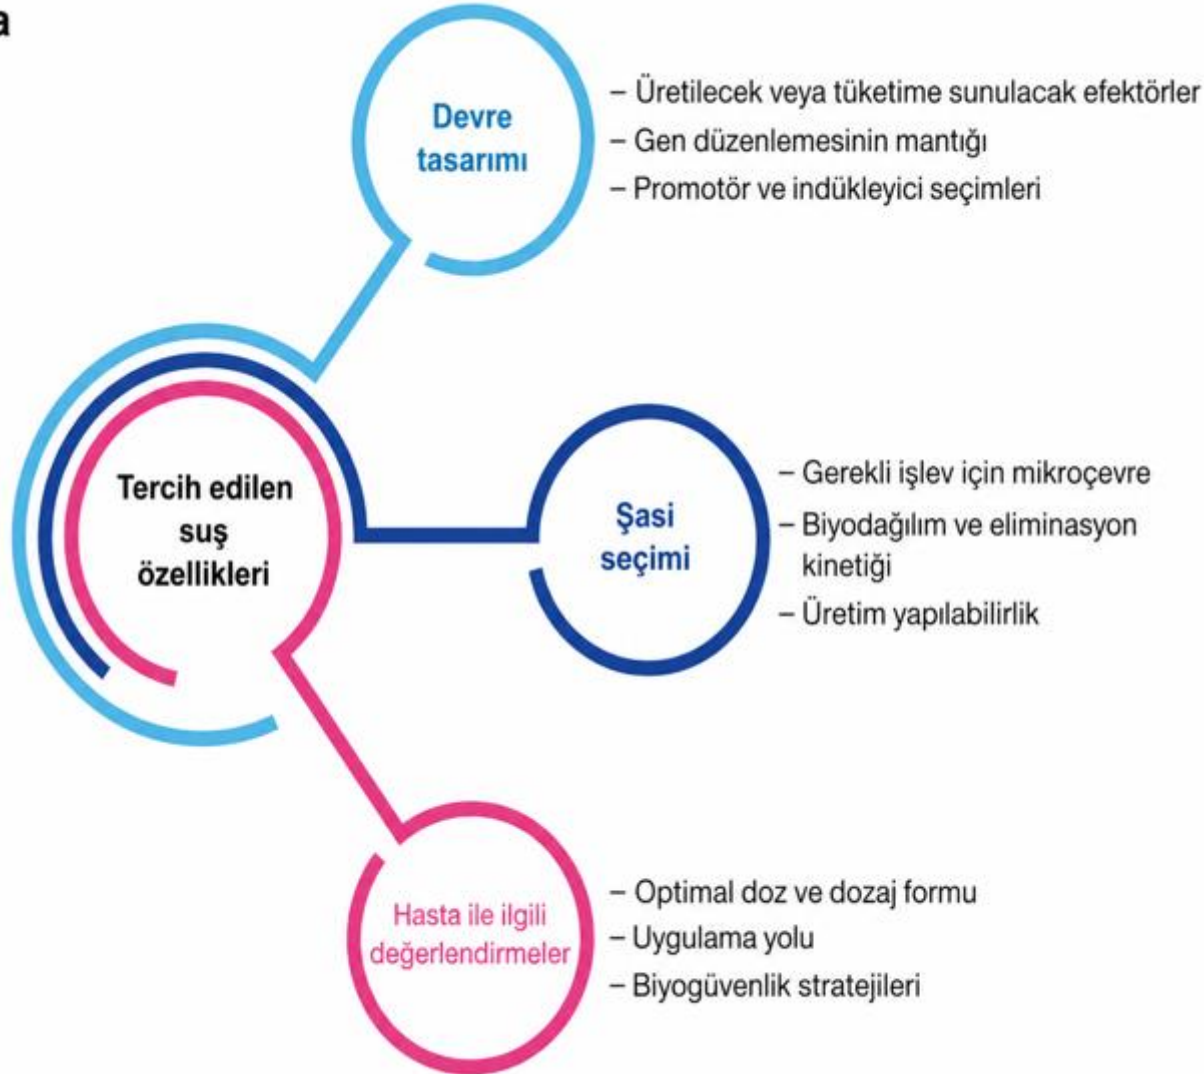 a
Devre
tasarımı
– Üretilecek veya tüketime sunulacak efektörler
– Gen düzenlemesinin mantığı
– Promotör ve indükleyici seçimleri
Tercih edilen
suş
özellikleri
Şasi
seçimi
– Gerekli işlev için mikroçevre
– Biyodağılım ve eliminasyon
kinetiği
– Üretim yapılabilirlik
Hasta ile ilgili
değerlendirmeler
– Optimal doz ve dozaj formu
– Uygulama yolu
– Biyogüvenlik stratejileri